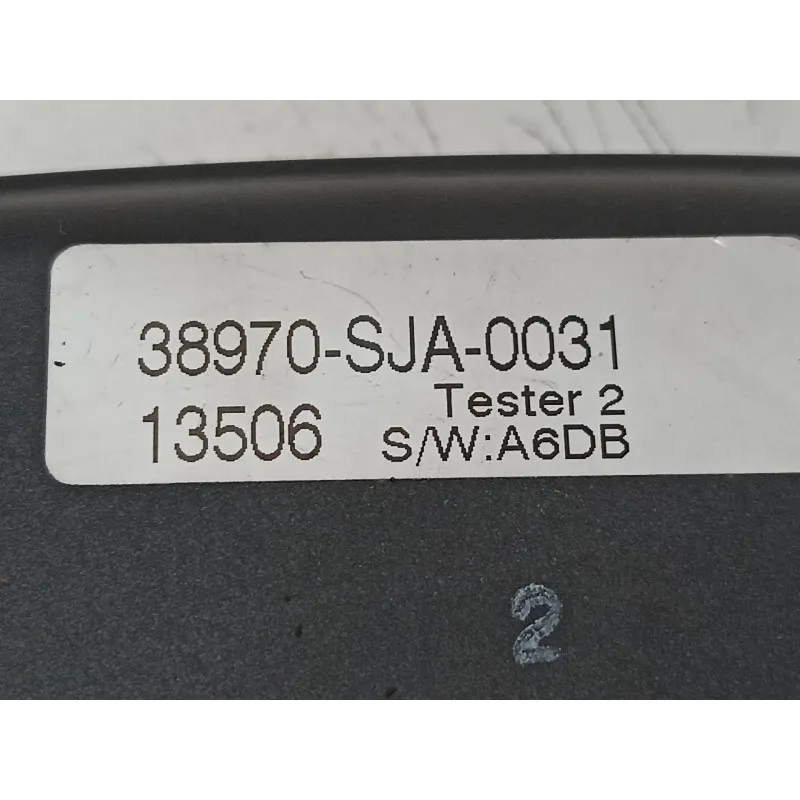 38970-SJA-0031
Tester 2
13506
S/W:A6DB
2